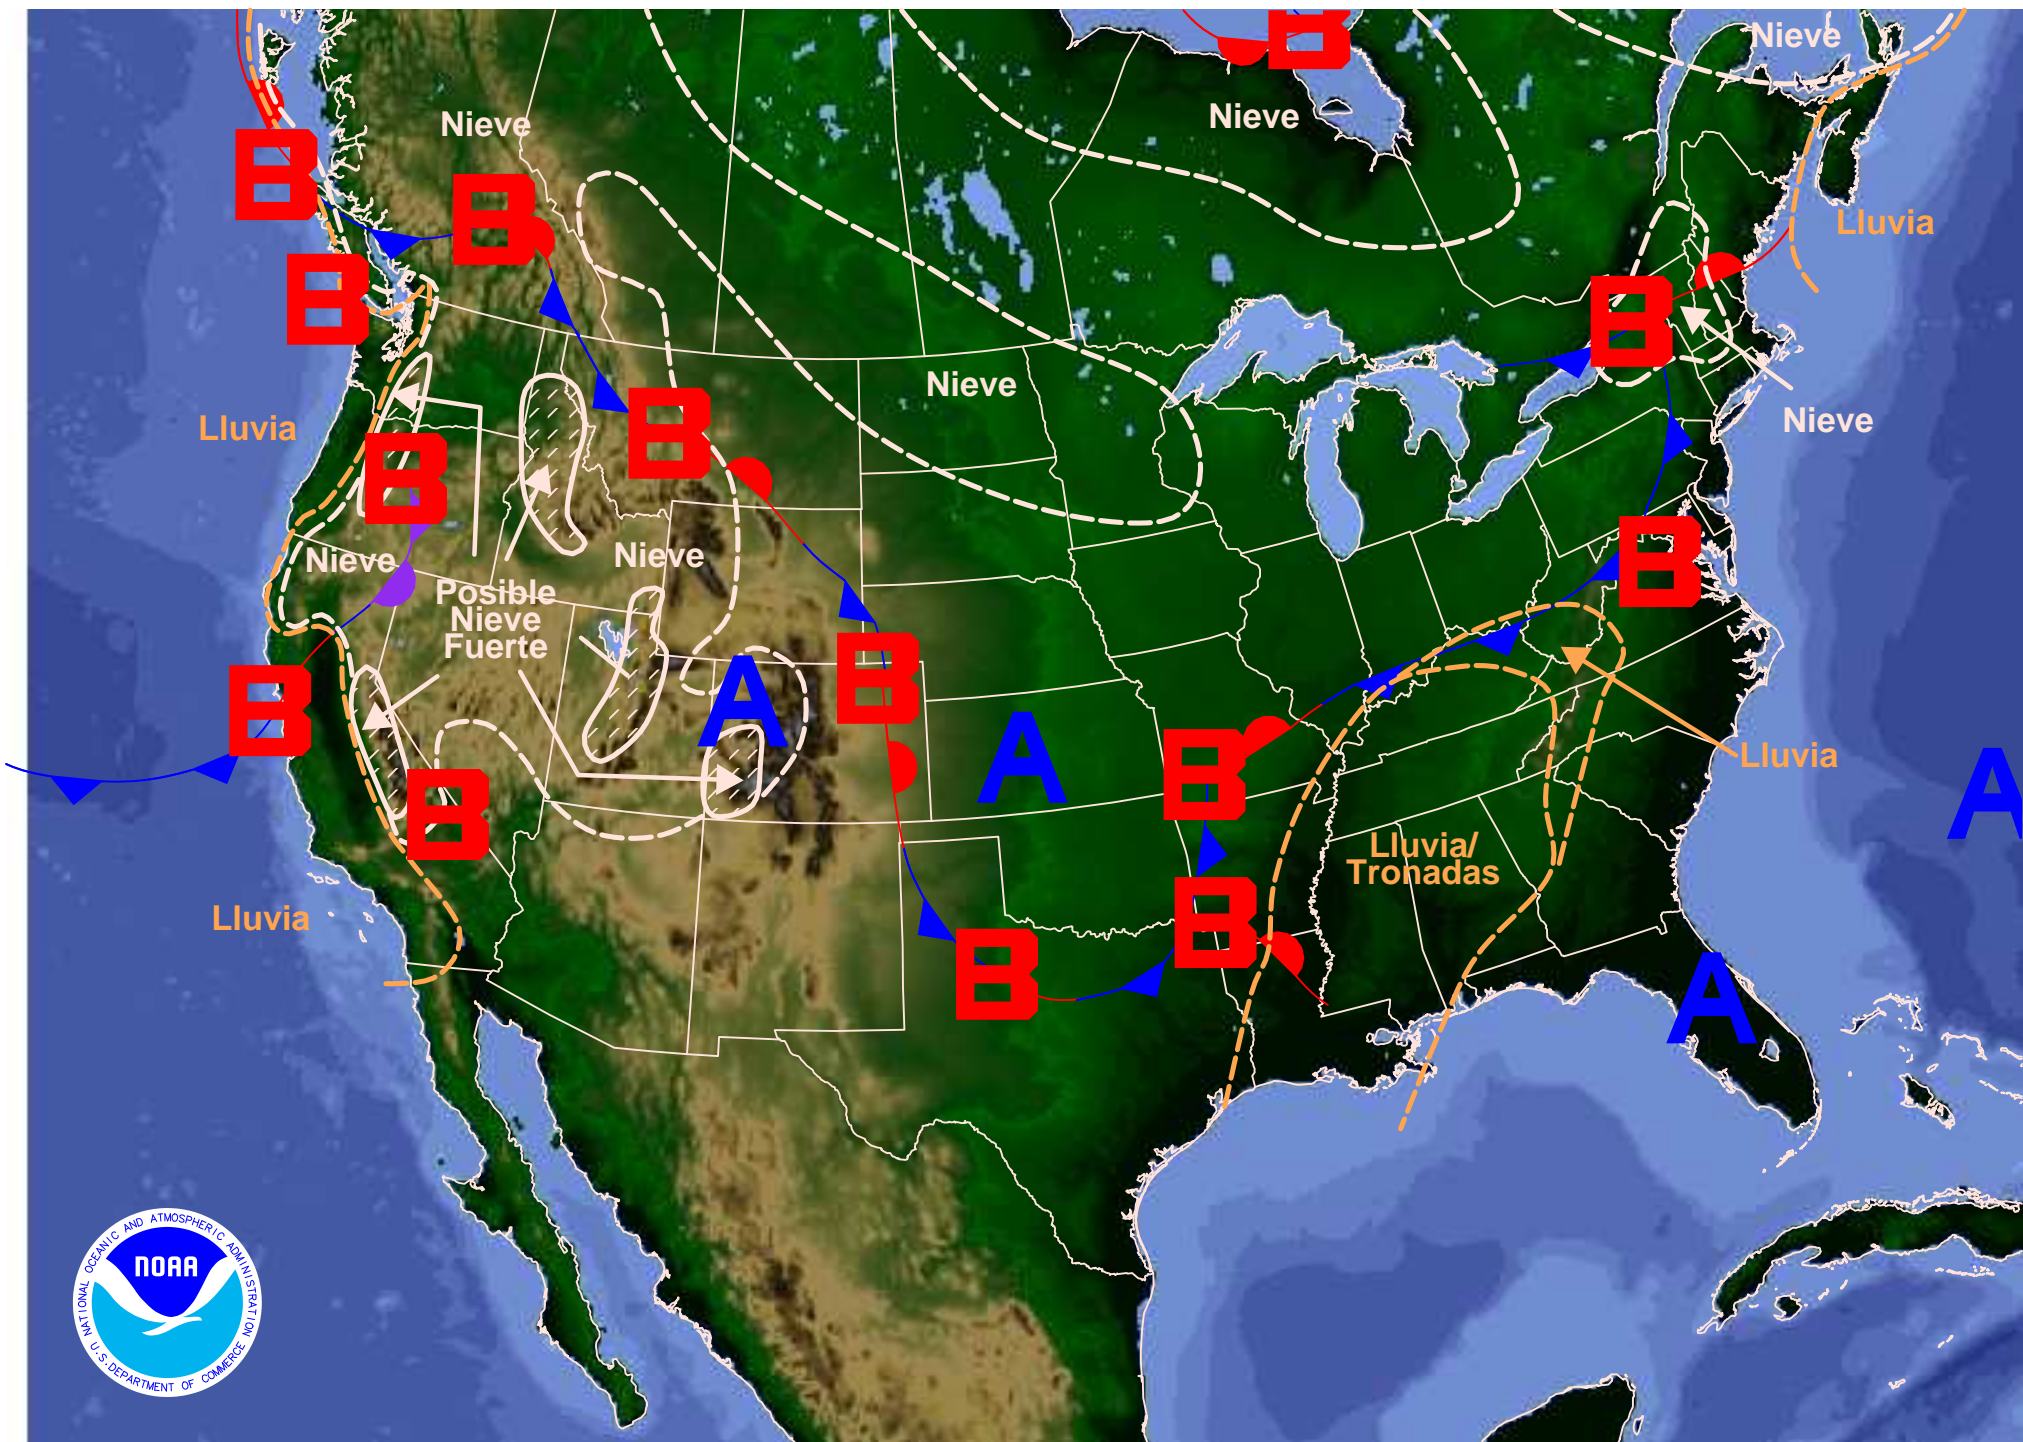 Nieve
B
Nieve
Nieve
B
B
Lluvia
B
B
Nieve
Lluvia
B
Nieve
B
Nieve
Nieve
Posible
Nieve
Fuerte
B
B
B
A
A
B
Lluvia
A
B
Lluvia/
Tronadas
Lluvia
B
B
A
NATIONAL OCEANIC AND ATMOSPHERIC ADMINISTRATION
NOAA
U.S. DEPARTMENT OF COMMERCE